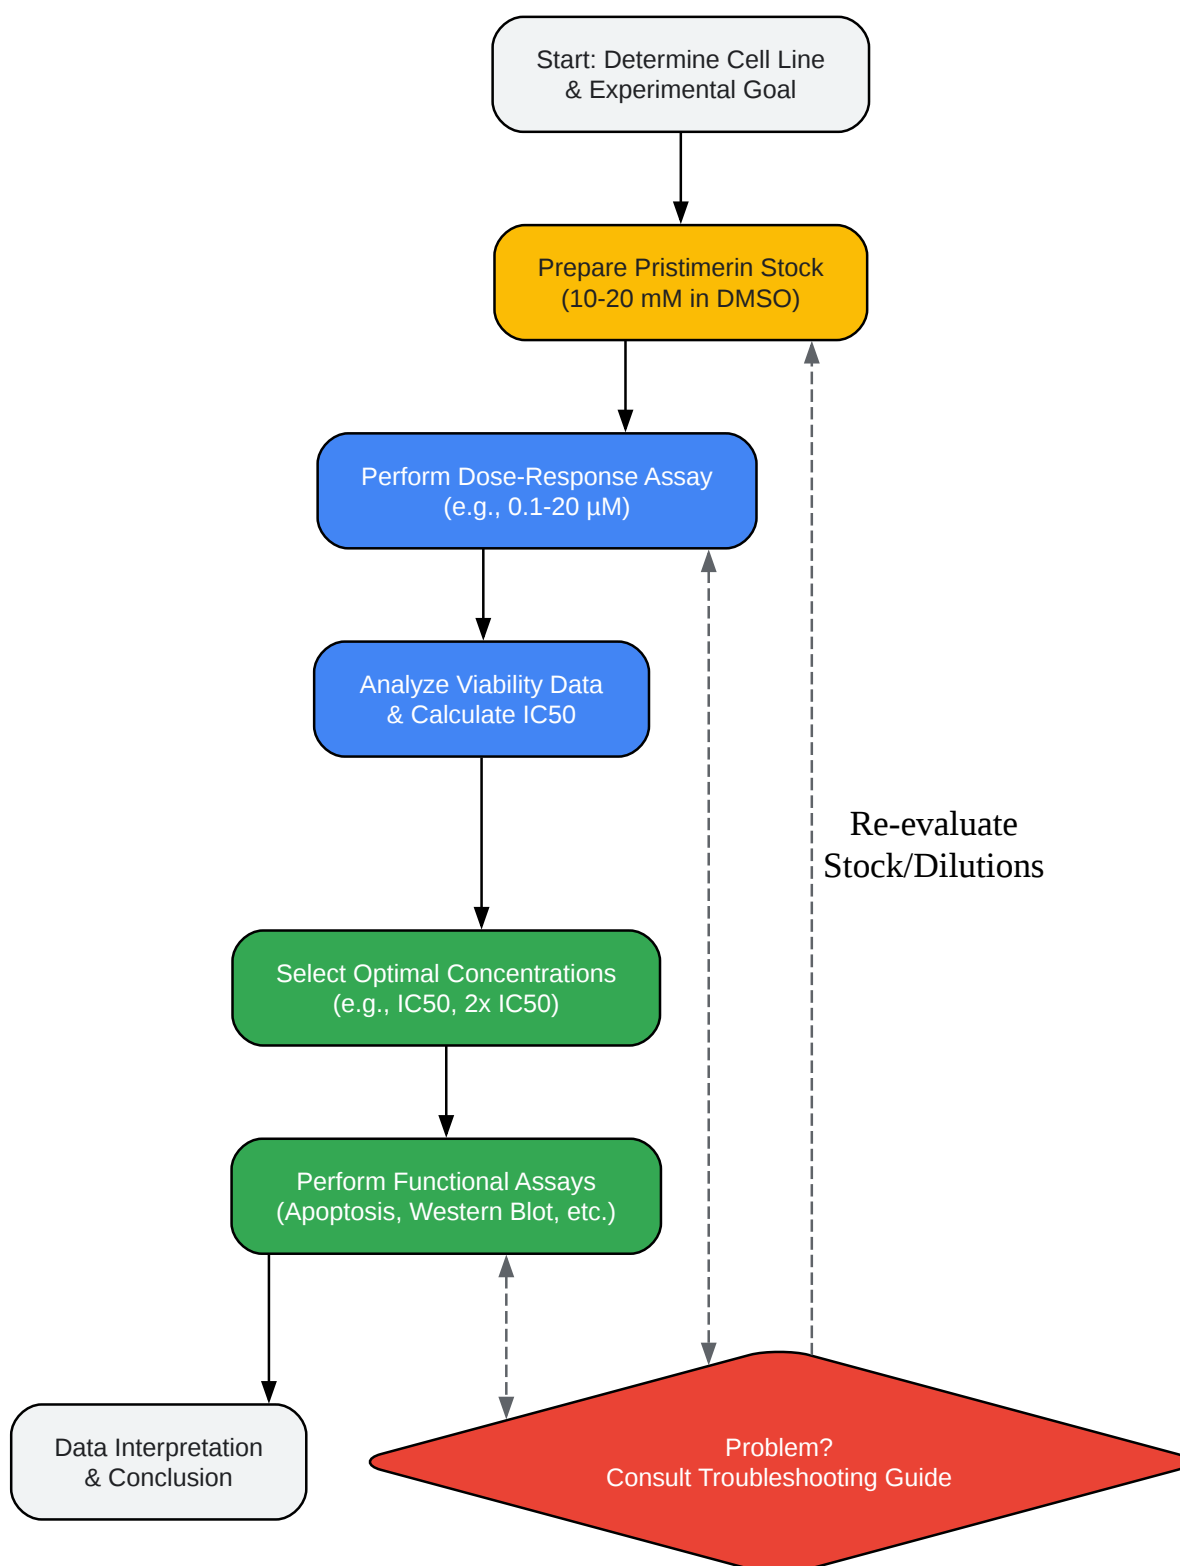 Start: Determine Cell Line
& Experimental Goal
Prepare Pristimerin Stock
(10-20 mM in DMSO)
Perform Dose-Response Assay
(e.g., 0.1-20 µM)
Analyze Viability Data
& Calculate IC50
Re-evaluate
Stock/Dilutions
Select Optimal Concentrations
(e.g., IC50, 2x IC50)
Perform Functional Assays
(Apoptosis, Western Blot, etc.)
Data Interpretation
& Conclusion
Problem?
Consult Troubleshooting Guide